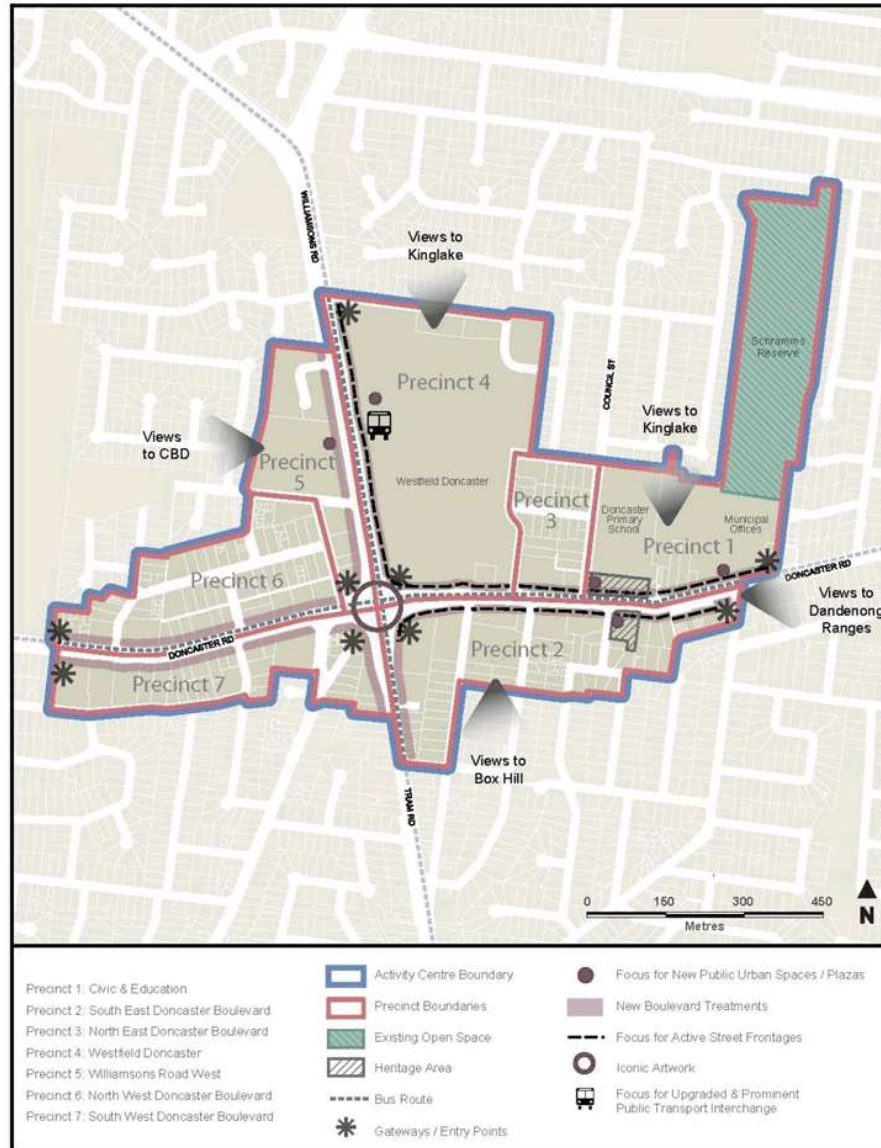 WILLIAMSONS RD
Views to
Kinglake
Schramms
Reserve
Precinct 4
COUNCIL ST
Views to
Kinglake
Views
to CBD
Precinct
5
Westfield Doncaster
Precinct
3
Doncaster
Primary
School
Municipal
Offices
Precinct 1
DONCASTER RD
Precinct 6
Views to
Dandenong
Ranges
DONCASTER RD
Precinct 2
Precinct 7
Views to
Box Hill
TRAM RD
0 150 300 450
Metres
N
Precinct 1: Civic & Education
Precinct 2: South East Doncaster Boulevard
Precinct 3: North East Doncaster Boulevard
Precinct 4: Westfield Doncaster
Precinct 5: Williamsons Road West
Precinct 6: North West Doncaster Boulevard
Precinct 7: South West Doncaster Boulevard
Activity Centre Boundary
Precinct Boundaries
Existing Open Space
Heritage Area
Bus Route
Gateways / Entry Points
Focus for New Public Urban Spaces / Plazas
New Boulevard Treatments
Focus for Active Street Frontages
Iconic Artwork
Focus for Upgraded & Prominent
Public Transport Interchange